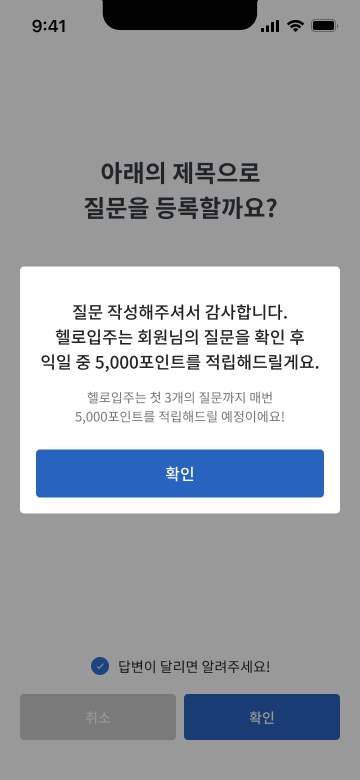 9:41
아래의 제목으로
질문을 등록할까요?
질문 작성해주셔서 감사합니다.
헬로입주는 회원님의 질문을 확인 후
익일 중 5,000포인트를 적립해드릴게요.
헬로입주는 첫 3개의 질문까지 매번
5,000포인트를 적립해드릴 예정이에요!
확인
답변이 달리면 알려주세요!
취소
확인